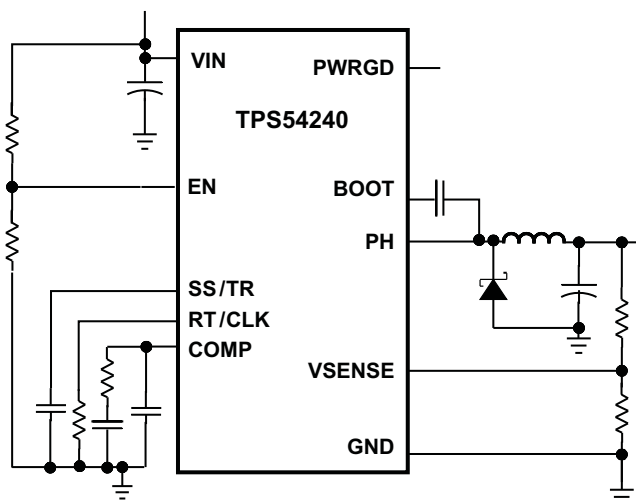 VIN
PWRGD
TPS54240
EN
BOOT
PH
SS/TR
RT/CLK
COMP
VSENSE
GND